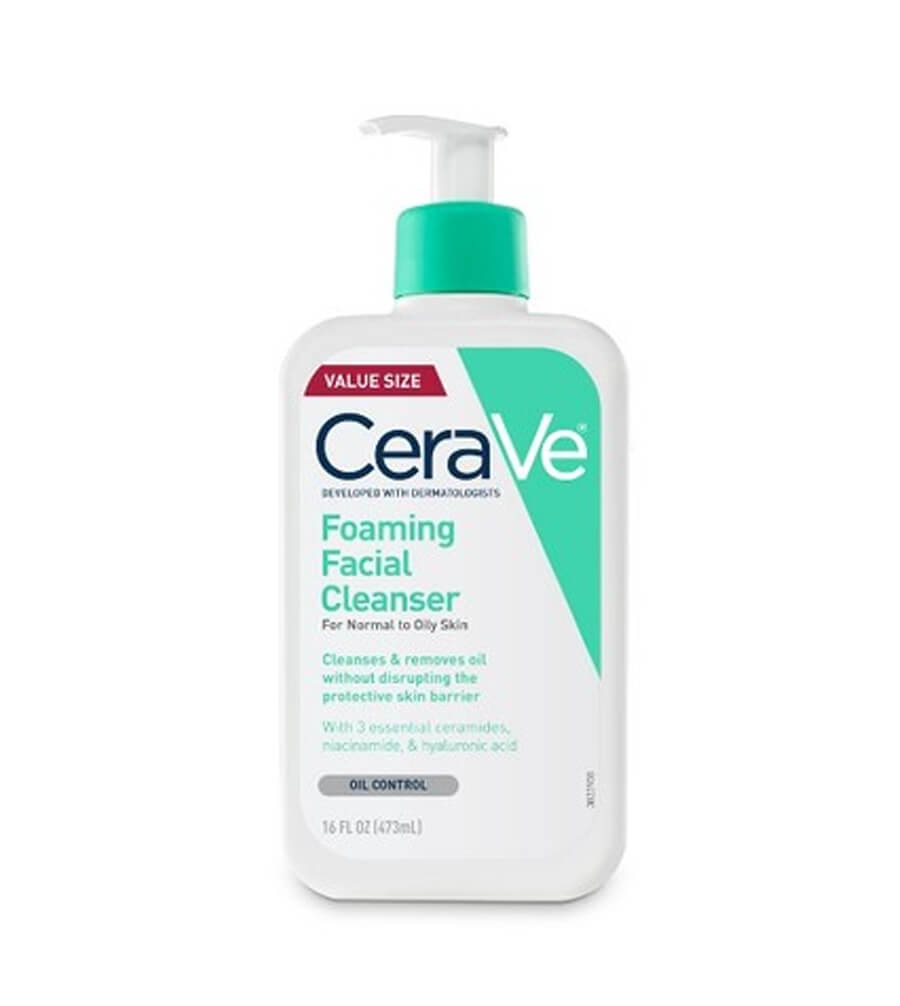 VALUE SIZE
CeraVe®
DEVELOPED WITH DERMATOLOGISTS
Foaming
Facial
Cleanser
For Normal to Oily Skin
Cleanses & removes oil
without disrupting the
protective skin barrier
With 3 essential ceramides,
niacinamide, & hyaluronic acid
OIL CONTROL
16 FL OZ (473mL)